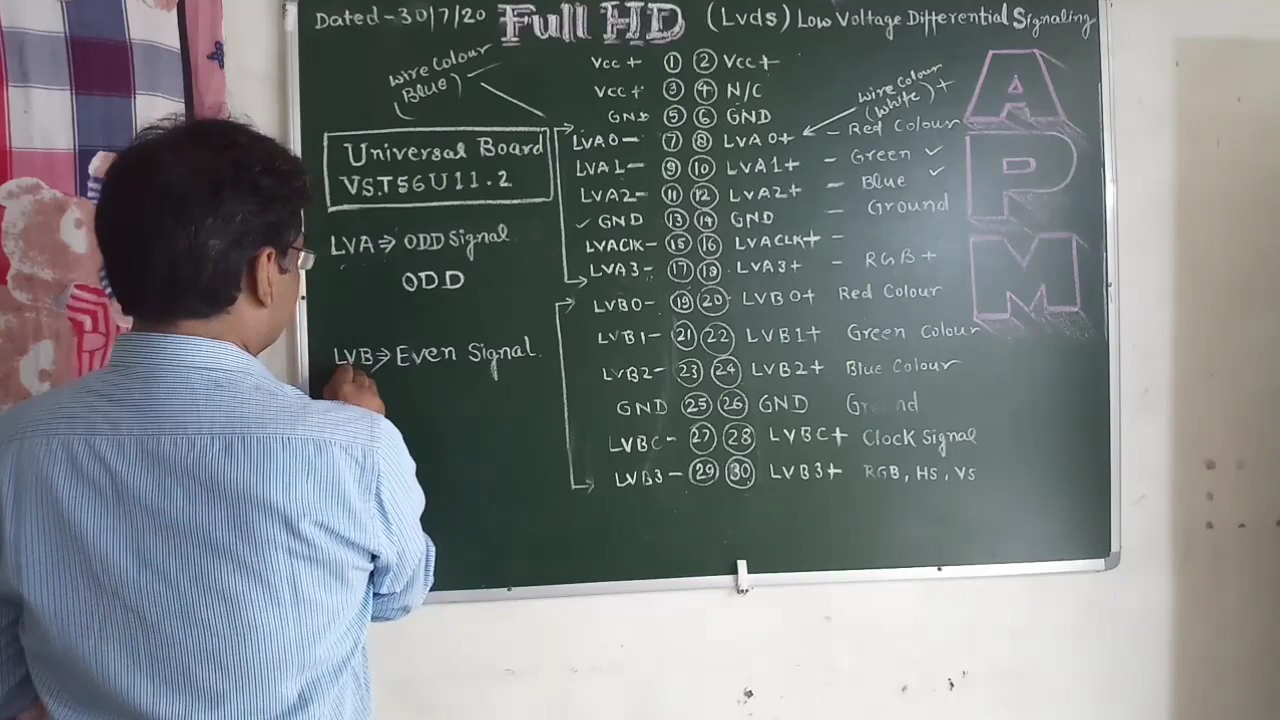 Dated-30/7/20 Full HD (Lvds) Low Voltage Differential Signaling
wire colour
(Blue)
Vcc + 1 2 Vcc+
Vcc + 3 4 N/C
GND 5 6 GND
wire colour
(white) +
LVA0- 7 8 LVA0+ - Red Colour
LVA1- 9 10 LVA1+ - Green ✓
LVA2- 11 12 LVA2+ - Blue ✓
✓ GND 13 14 GND - Ground
LVAClK- 15 16 LVACLK+ -
LVA3- 17 18 LVA3+ - RGB+
LVB0- 19 20 LVB0+ Red Colour
LVB1- 21 22 LVB1+ Green Colour
LVB2- 23 24 LVB2+ Blue Colour
GND 25 26 GND Ground
LVBC- 27 28 LVBC+ Clock Signal
LVB3- 29 30 LVB3+ RGB, HS, VS
Universal Board
VS.T56U11.2
LVA⇒ ODD Signal
ODD
LVB⇒ Even Signal.
APM